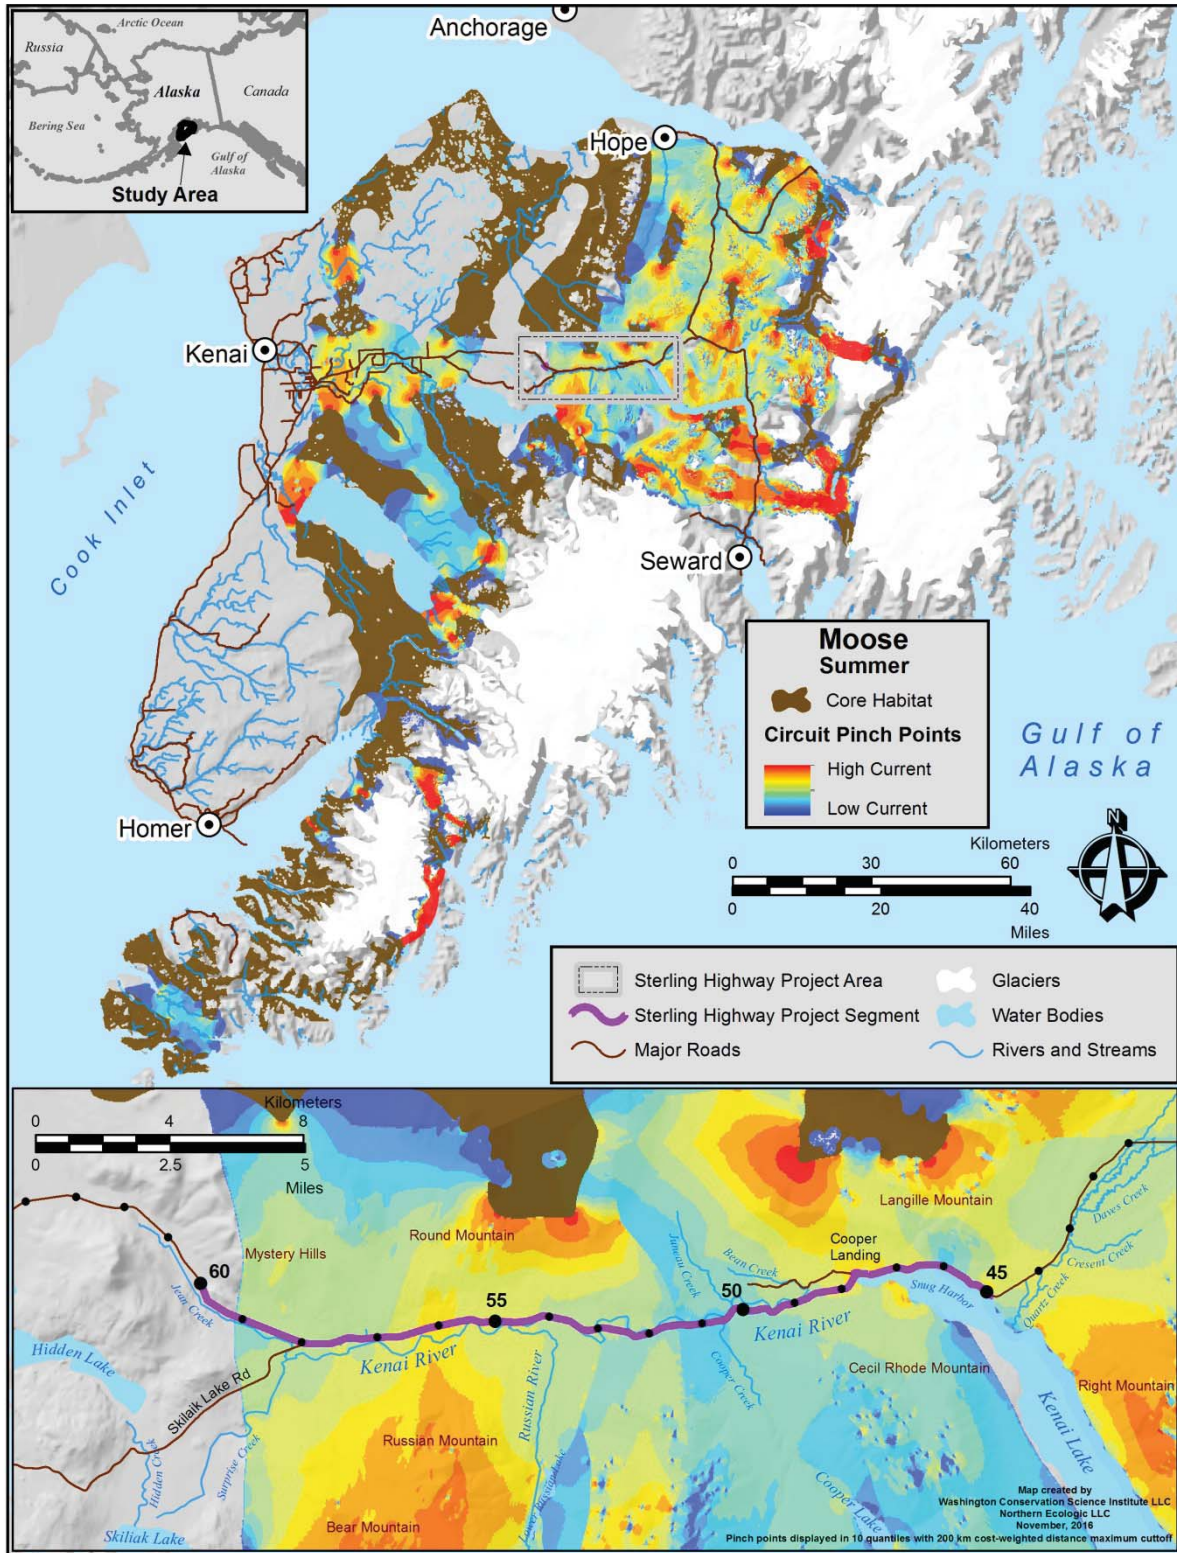 Anchorage
Arctic Ocean
Russia
Alaska
Canada
Bering Sea
Gulf of
Alaska
Study Area
Hope
Kenai
Cook Inlet
Seward
Homer
Gulf of
Alaska
Moose
Summer
Core Habitat
Circuit Pinch Points
High Current
Low Current
N
Kilometers
0 30 60
0 20 40
Miles
Sterling Highway Project Area
Glaciers
Sterling Highway Project Segment
Water Bodies
Major Roads
Rivers and Streams
Kilometers
0 4 8
0 2.5 5
Miles
Langille Mountain
Round Mountain
Mystery Hills
Daves Creek
Cresent Creek
Quartz Creek
Cooper
Landing
Juneau Creek
Bean Creek
60
55
50
45
Snug Harbor
Jean Creek
Kenai River
Kenai River
Hidden Lake
Skilaik Lake Rd
Cecil Rhode Mountain
Cooper Creek
Right Mountain
Russian River
Kenai Lake
Russian Mountain
Surprise Creek
Hidden Creek
Lower Russian Lake
Cooper Lake
Skiliak Lake
Bear Mountain
Map created by
Washington Conservation Science Institute LLC
Northern Ecologic LLC
November, 2016
Pinch points displayed in 10 quantiles with 200 km cost-weighted distance maximum cuttoff